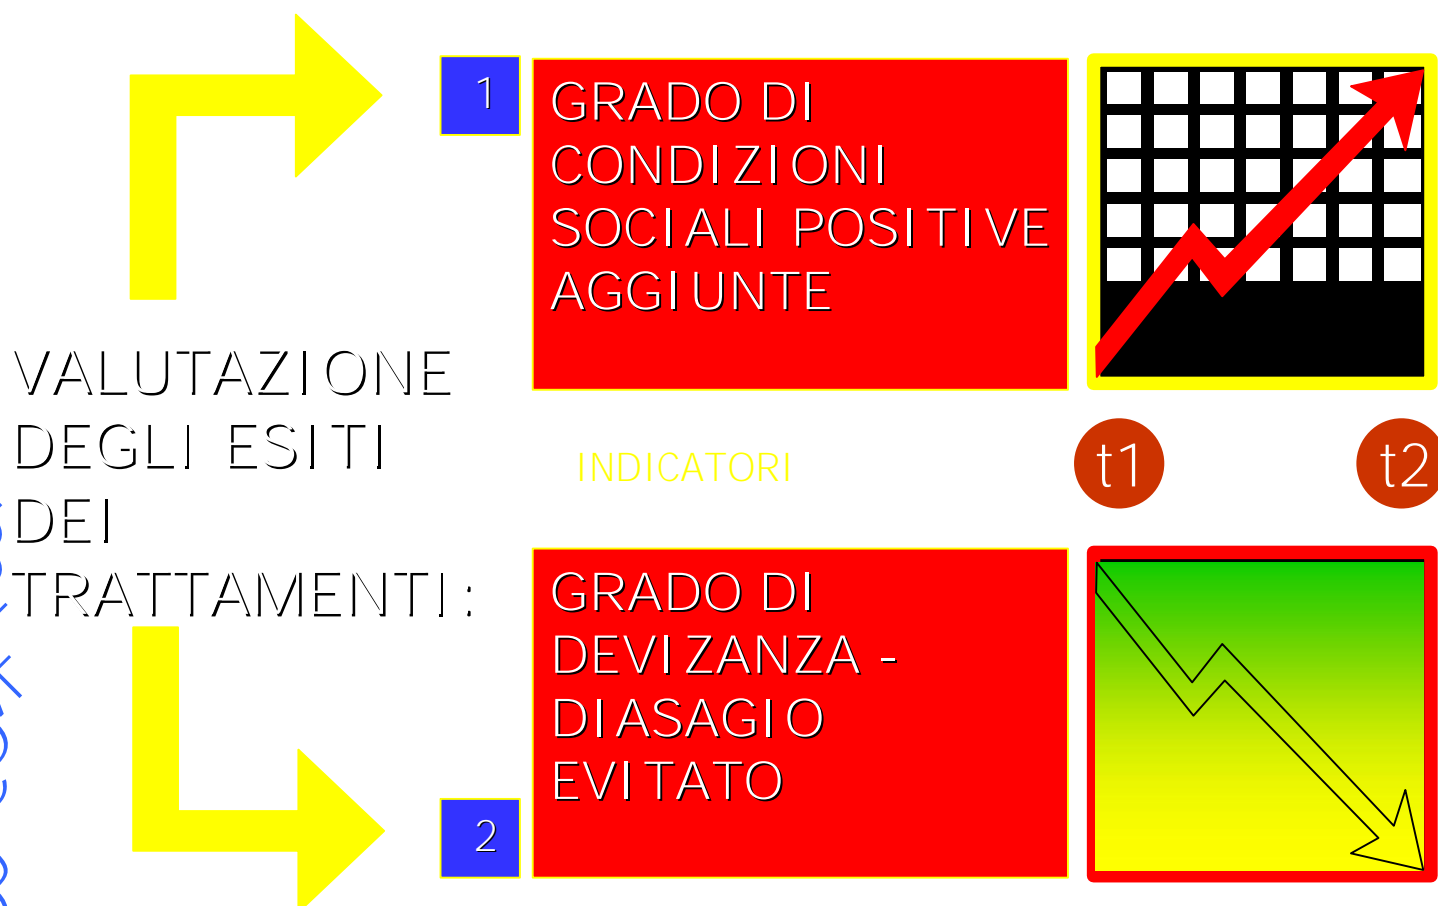 1
GRADO DI
CONDIZIONI
SOCIALI POSITIVE
AGGIUNTE
VALUTAZIONE
DEGLI ESITI
DEI
TRATTAMENTI:
INDICATORI
t1
t2
GRADO DI
DEVIZANZA -
DIASAGIO
EVITATO
2